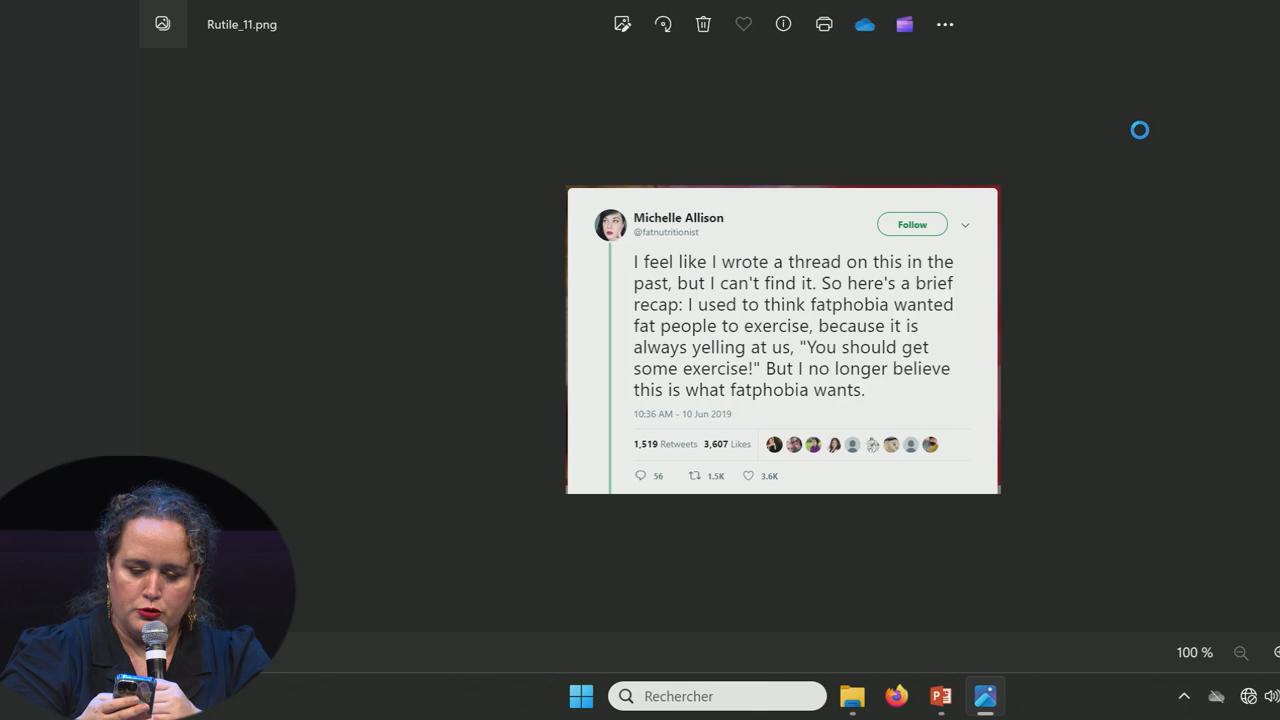 Rutile_11.png
Michelle Allison
@fatnutritionist
Follow
I feel like I wrote a thread on this in the
past, but I can't find it. So here's a brief
recap: I used to think fatphobia wanted
fat people to exercise, because it is
always yelling at us, "You should get
some exercise!" But I no longer believe
this is what fatphobia wants.
10:36 AM - 10 Jun 2019
1,519 Retweets 3,607 Likes
56 1.5K 3.6K
100 %
Rechercher